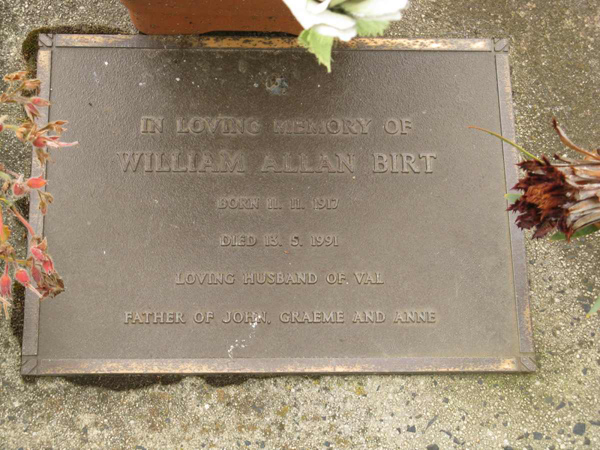 IN LOVING MEMORY OF
WILLIAM ALLAN BIRT
BORN 11. 11. 1917
DIED 13. 5. 1991
LOVING HUSBAND OF VAL
FATHER OF JOHN, GRAEME AND ANNE